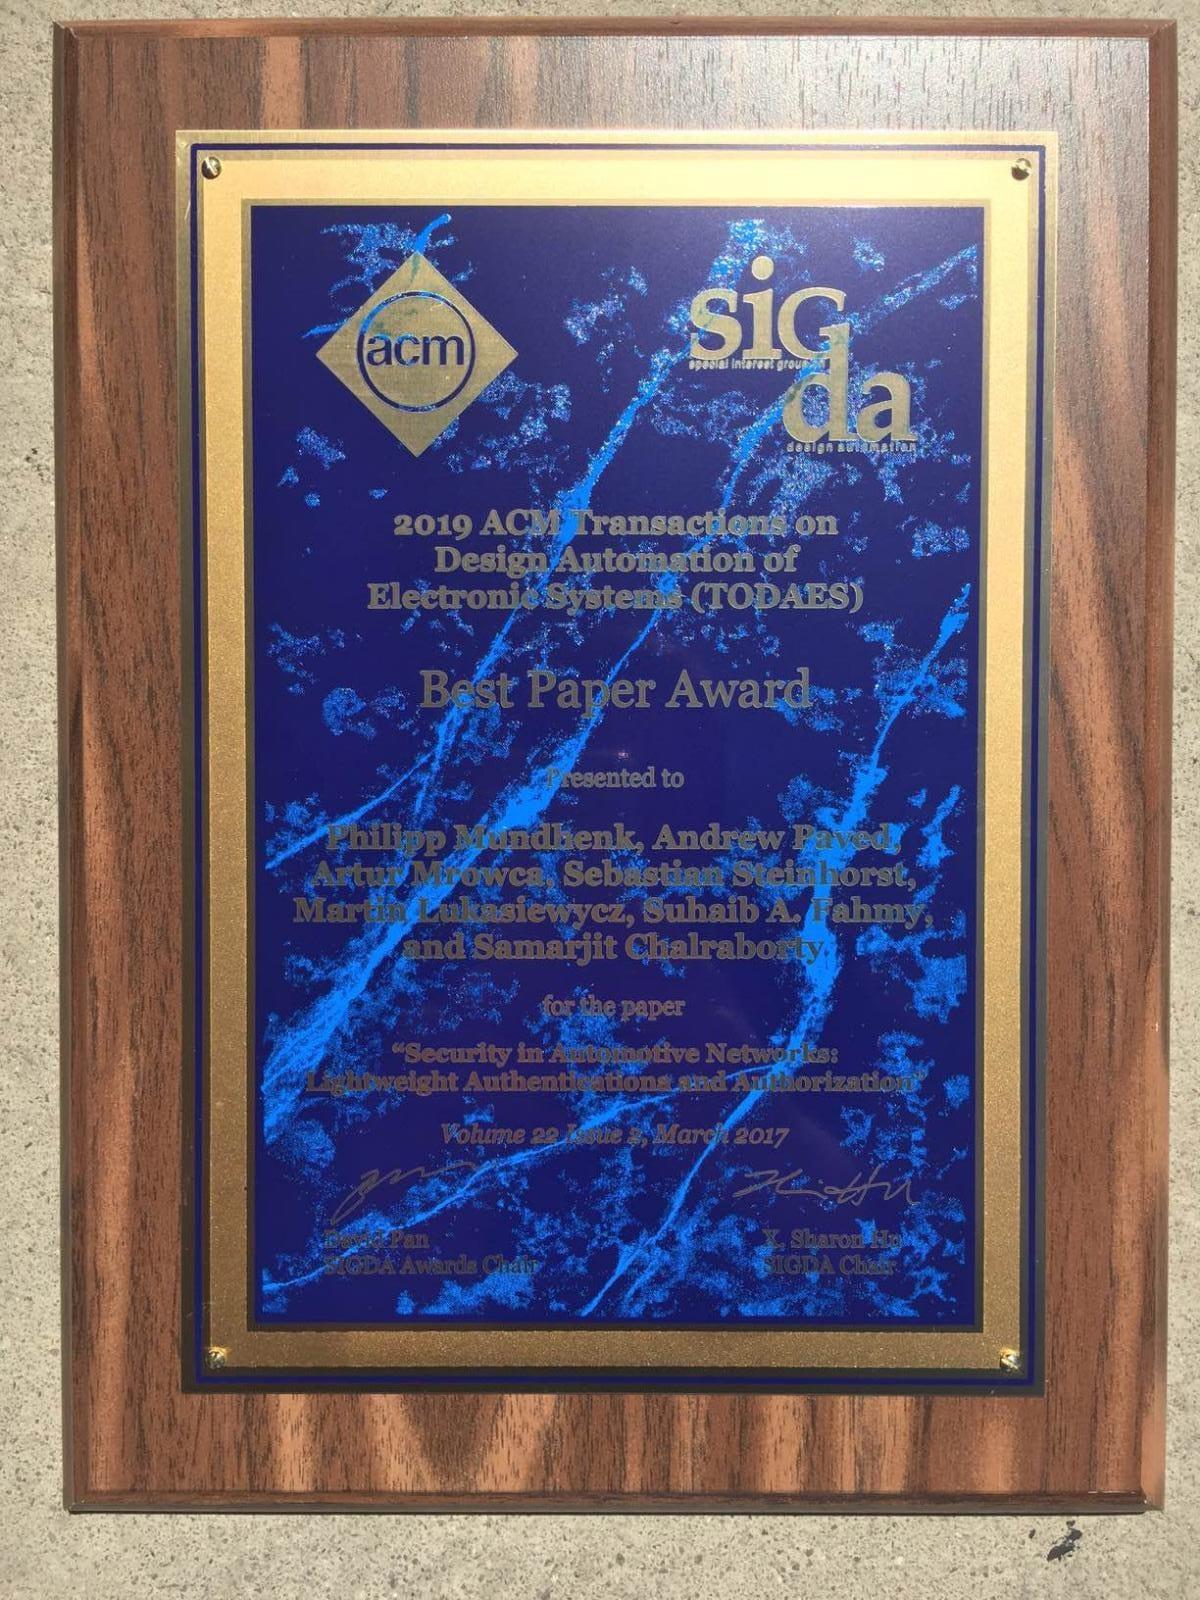 acm
sig
special interest group on
da
design automation
2019 ACM Transactions on
Design Automation of
Electronic Systems (TODAES)
Best Paper Award
Presented to
Philipp Mundhenk, Andrew Paved,
Artur Mrowca, Sebastian Steinhorst,
Martin Lukasiewycz, Suhaib A. Fahmy,
and Samarjit Chalraborty.
for the paper
“Security in Automotive Networks:
Lightweight Authentications and Authorization”
Volume 22 Issue 2, March 2017
David Pan
SIGDA Awards Chair
X. Sharon Hu
SIGDA Chair